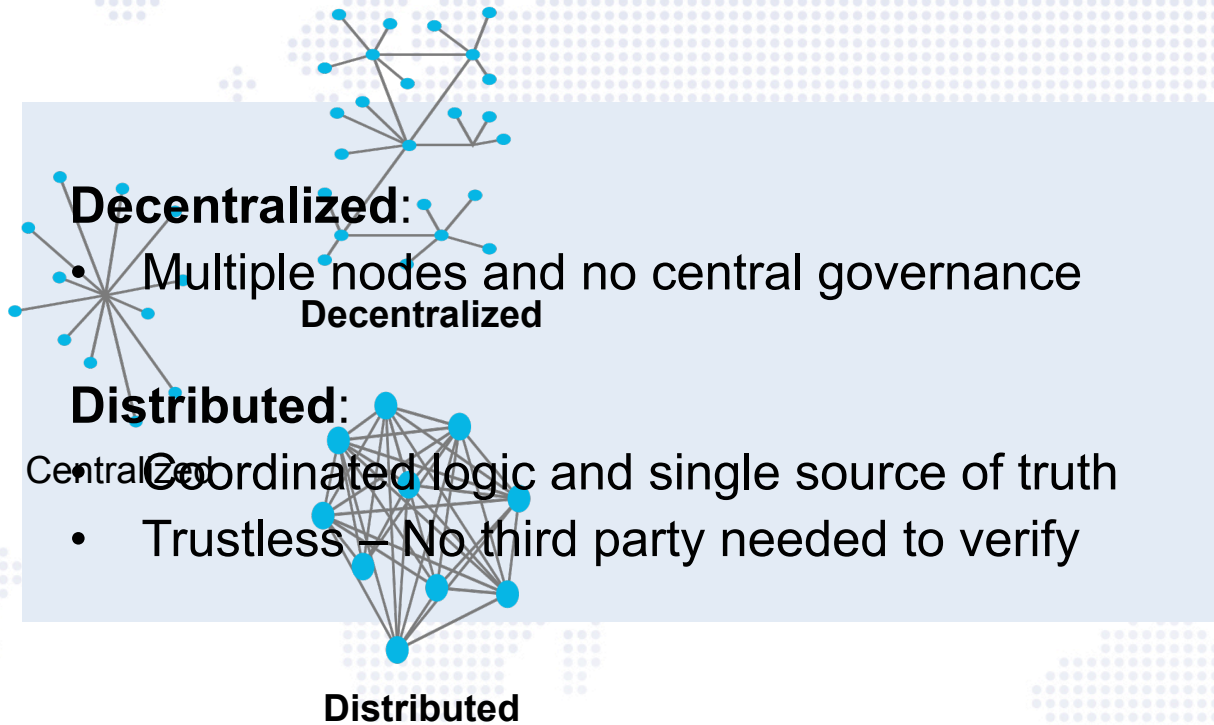 Decentralized:
• Multiple nodes and no central governance
Decentralized
Distributed:
Centralized
• Coordinated logic and single source of truth
• Trustless – No third party needed to verify
Distributed